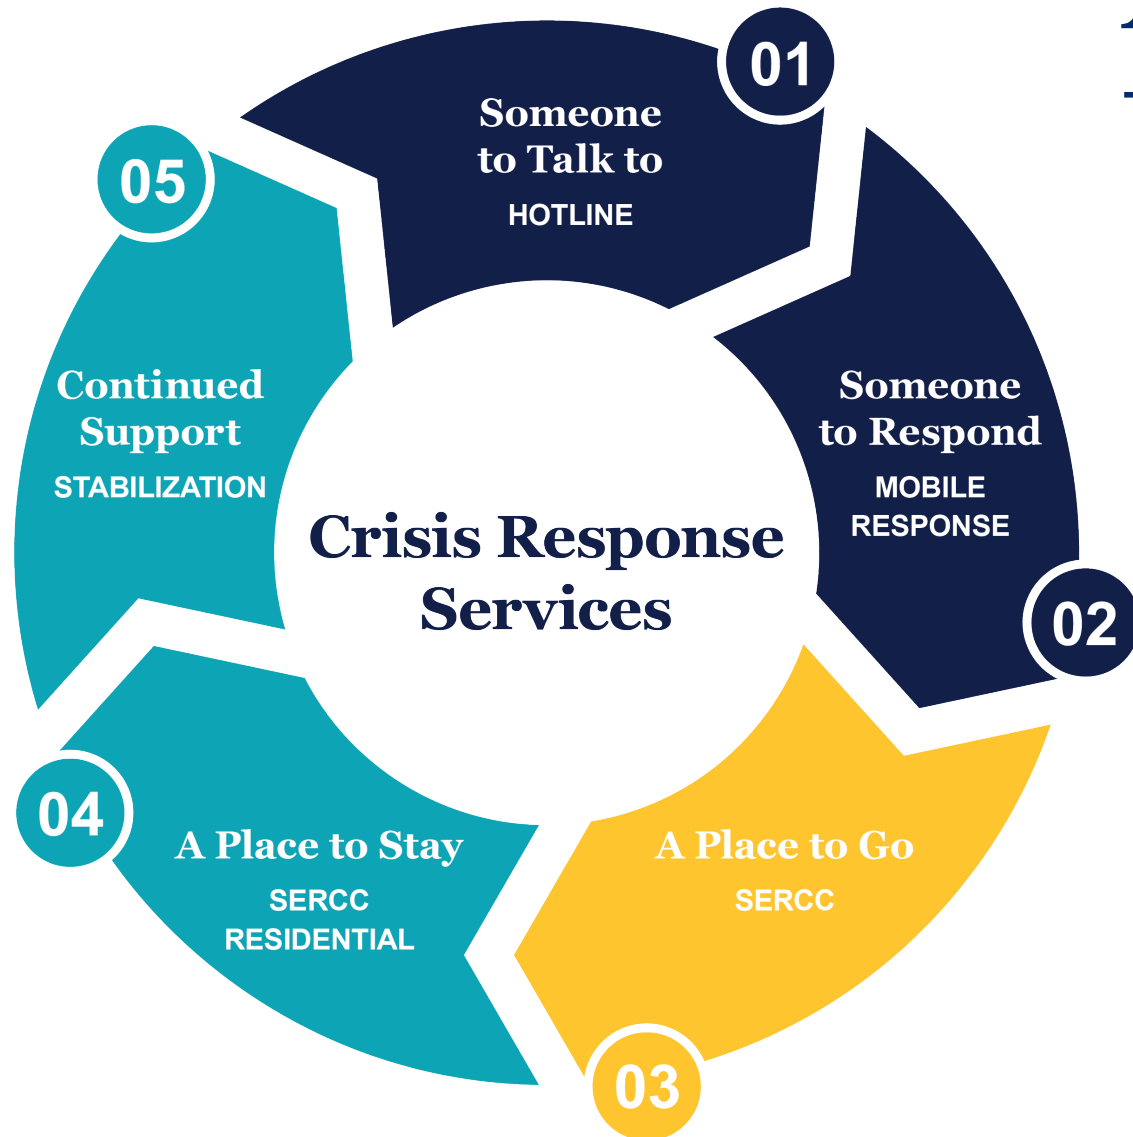 01
Someone
to Talk to
HOTLINE
02
Someone
to Respond
MOBILE
RESPONSE
03
A Place to Go
SERCC
04
A Place to Stay
SERCC
RESIDENTIAL
05
Continued
Support
STABILIZATION
Crisis Response
Services